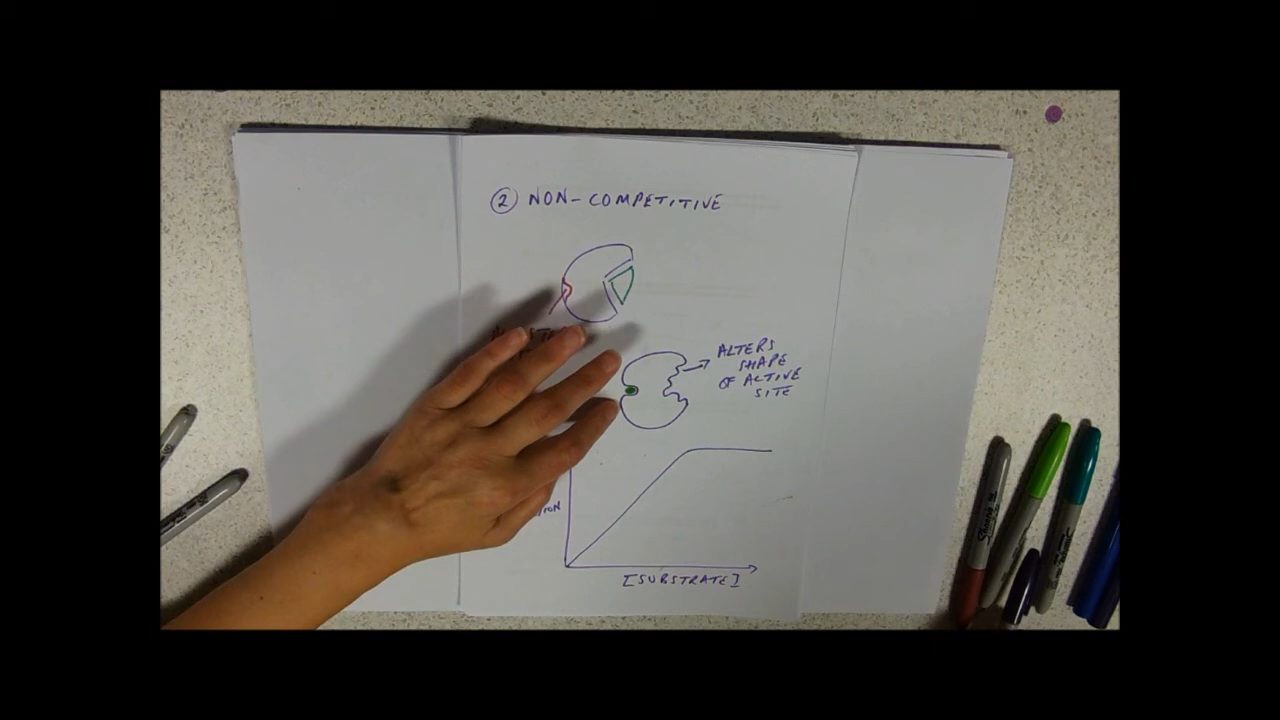 ② NON-COMPETITIVE
ALTERS
SHAPE
OF ACTIVE
SITE
[SUBSTRATE]